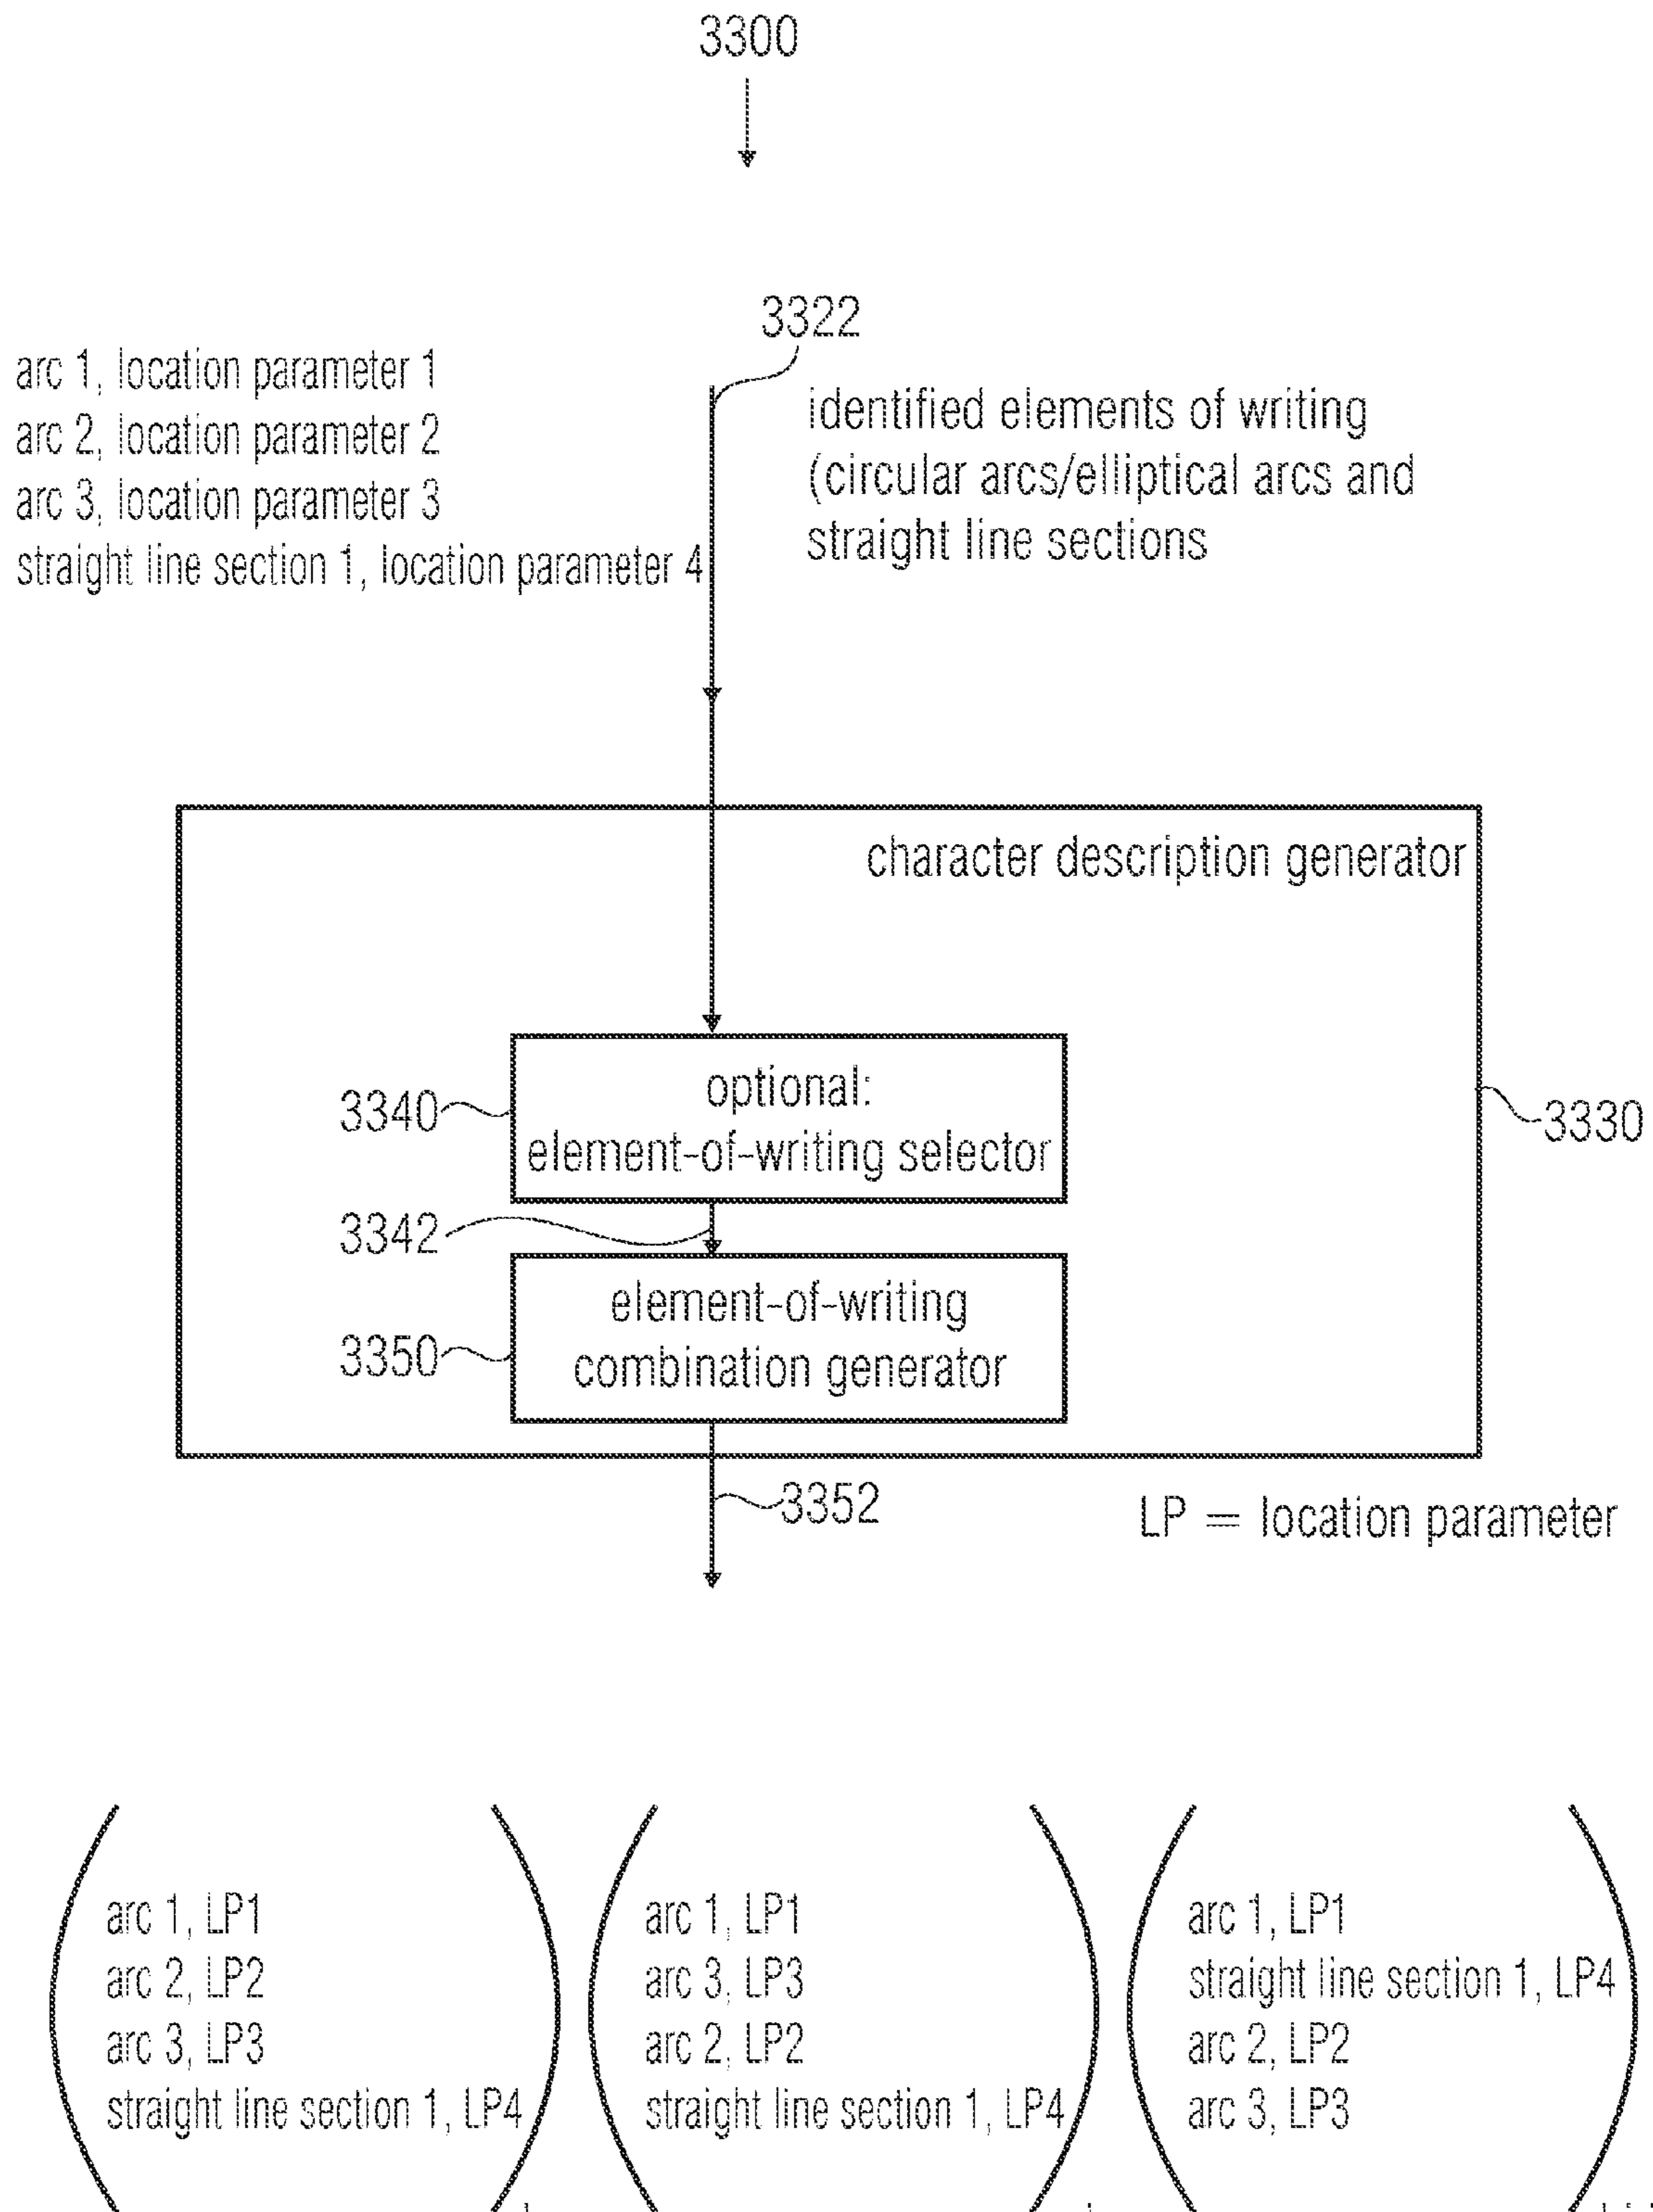 3300
3322
arc 1, location parameter 1
arc 2, location parameter 2
arc 3, location parameter 3
straight line section 1, location parameter 4
identified elements of writing
(circular arcs/elliptical arcs and
straight line sections
character description generator
3340
optional:
element-of-writing selector
3330
3342
3350
element-of-writing
combination generator
3352
LP = location parameter
arc 1, LP1
arc 2, LP2
arc 3, LP3
straight line section 1, LP4
arc 1, LP1
arc 3, LP3
arc 2, LP2
straight line section 1, LP4
arc 1, LP1
straight line section 1, LP4
arc 2, LP2
arc 3, LP3